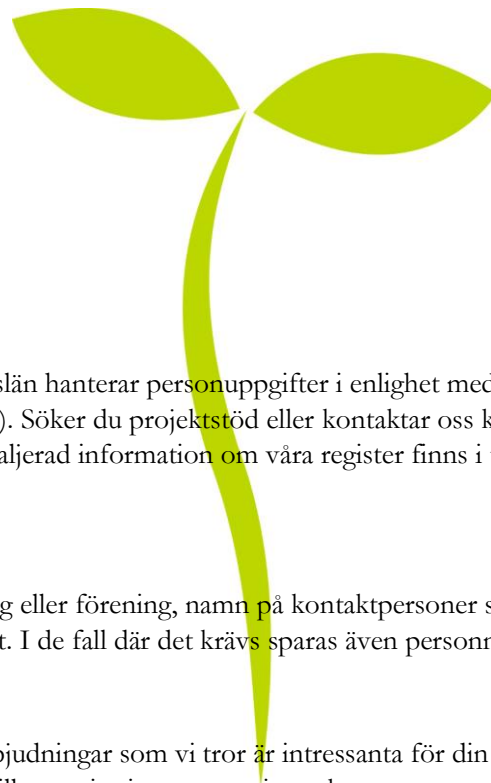 slän hanterar personuppgifter i enlighet med
). Söker du projektstöd eller kontaktar oss k
aljerad information om våra register finns i
g eller förening, namn på kontaktpersoner s
t. I de fall där det krävs sparas även personn
bjudningar som vi tror är intressanta för din